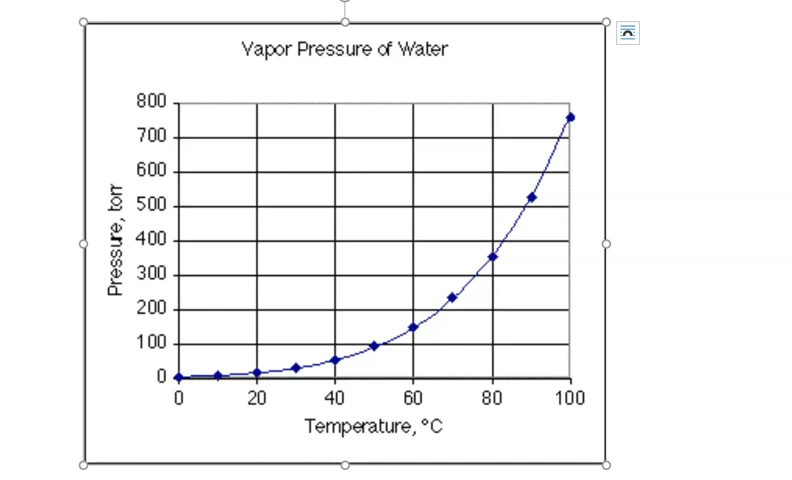 Vapor Pressure of Water
800
700
600
500
400
300
200
100
0
Pressure, torr
0 20 40 60 80 100
Temperature, °C